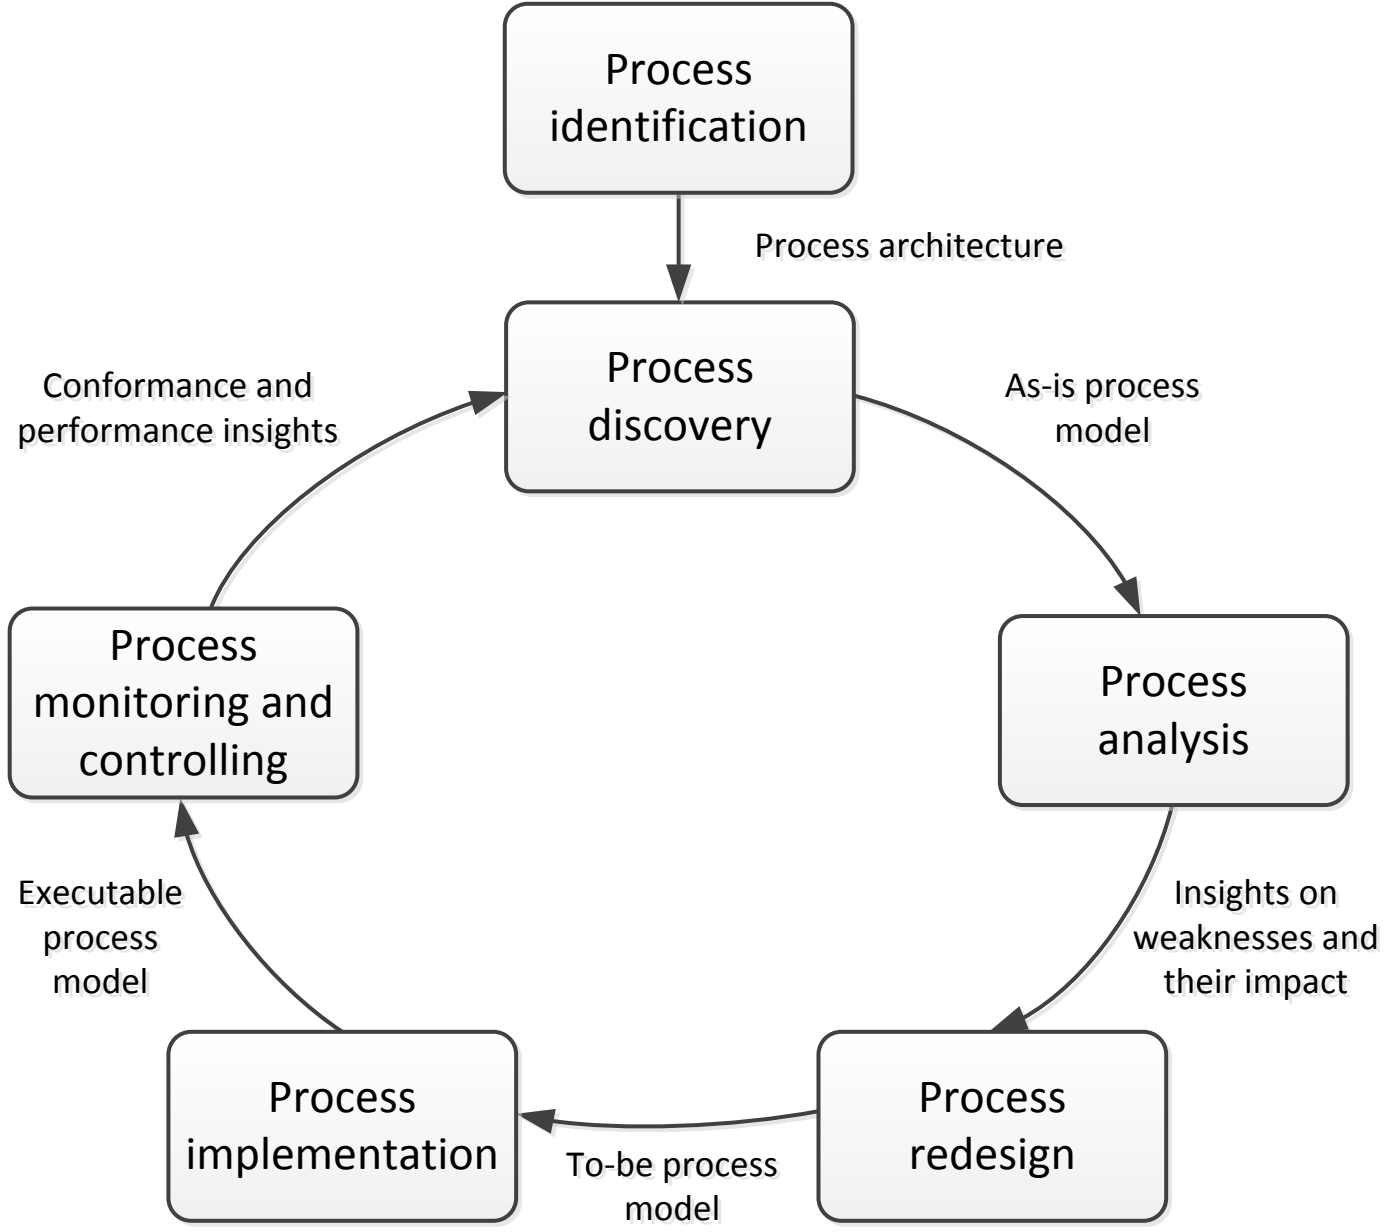 Process
identification
Process architecture
Process
discovery
Conformance and
performance insights
As-is process
model
Process
monitoring and
controlling
Process
analysis
Executable
process
model
Insights on
weaknesses and
their impact
Process
implementation
To-be process
model
Process
redesign